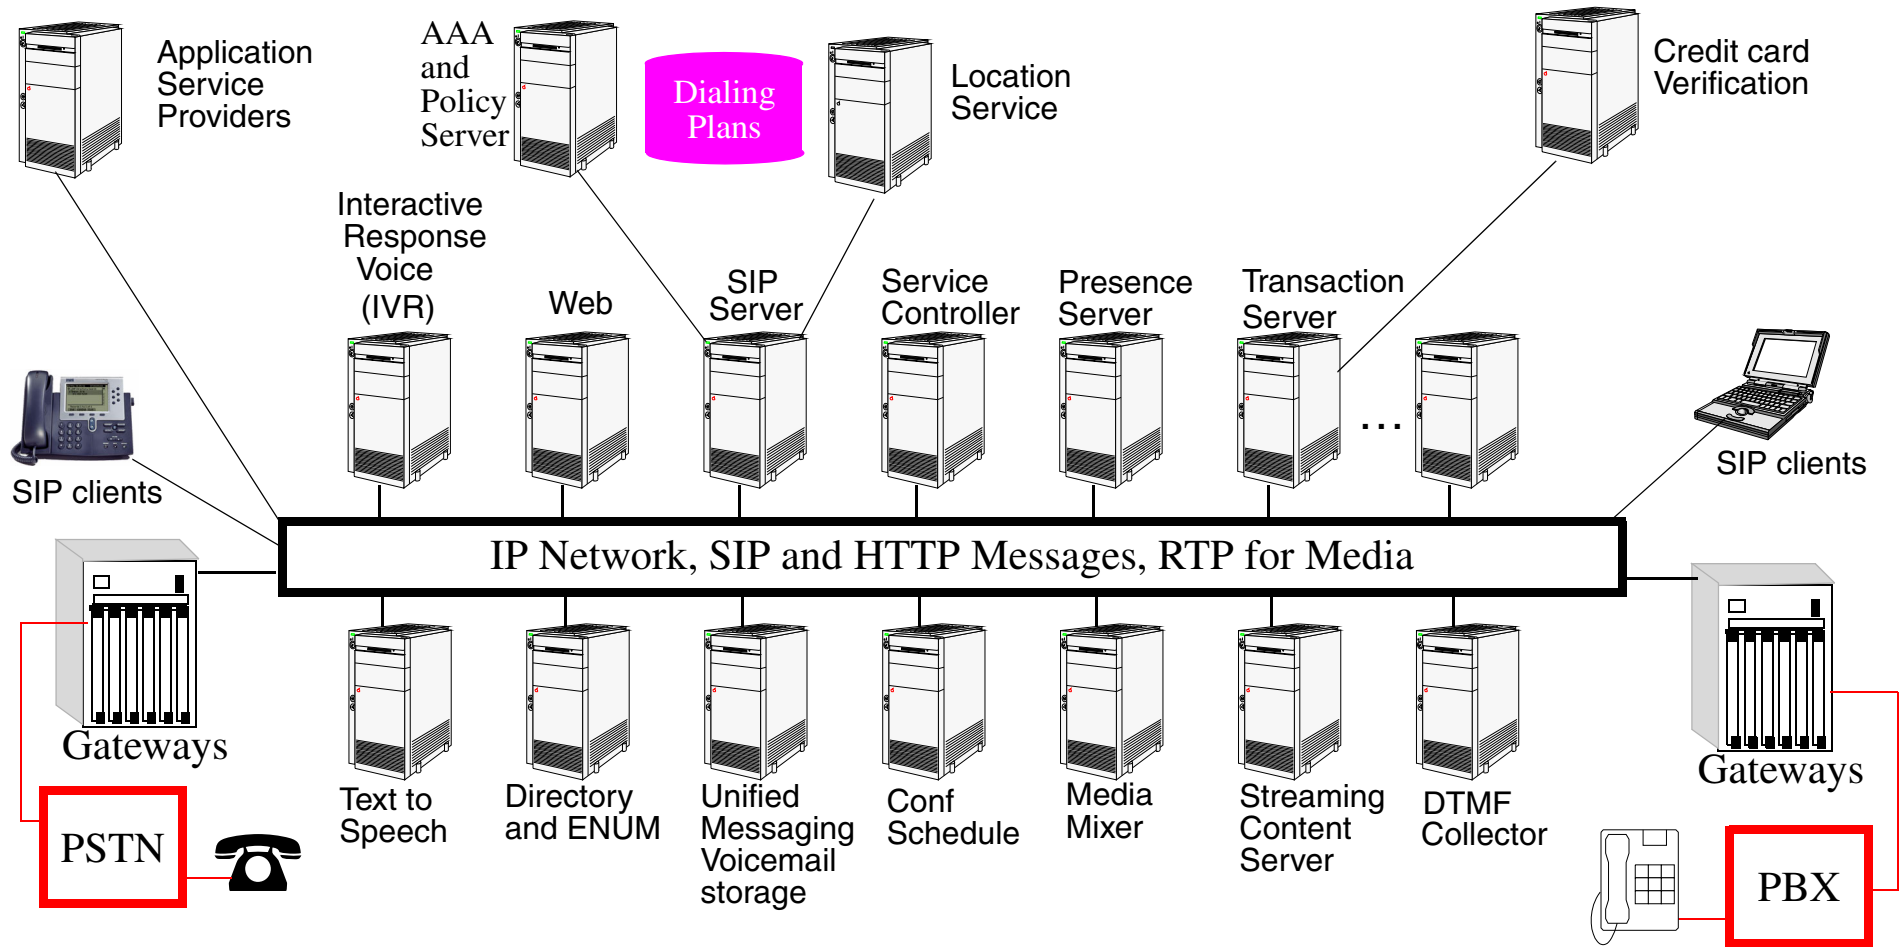 Application
Service
Providers
AAA
and
Policy
Server
Dialing
Plans
Location
Service
Credit card
Verification
Interactive
Response
Voice
(IVR)
Web
SIP
Server
Service
Controller
Presence
Server
Transaction
Server
...
SIP clients
SIP clients
IP Network, SIP and HTTP Messages, RTP for Media
Gateways
Gateways
PSTN
Text to
Speech
Directory
and ENUM
Unified
Messaging
Voicemail
storage
Conf
Schedule
Media
Mixer
Streaming
Content
Server
DTMF
Collector
PBX